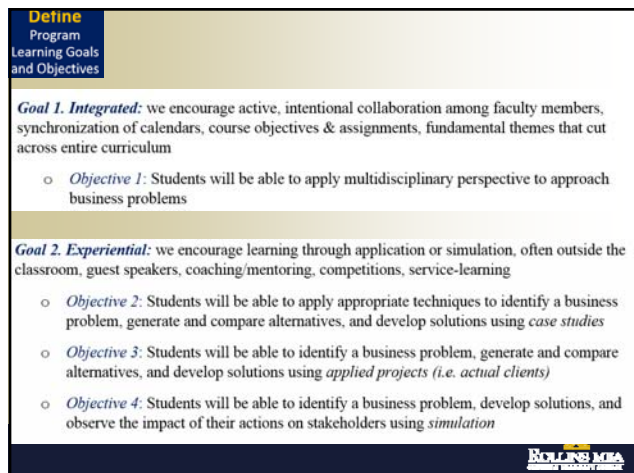 Define
Program
Learning Goals
and Objectives
Goal 1. Integrated: we encourage active, intentional collaboration among faculty members,
synchronization of calendars, course objectives & assignments, fundamental themes that cut
across entire curriculum
o Objective 1: Students will be able to apply multidisciplinary perspective to approach
business problems
Goal 2. Experiential: we encourage learning through application or simulation, often outside the
classroom, guest speakers, coaching/mentoring, competitions, service-learning
o Objective 2: Students will be able to apply appropriate techniques to identify a business
problem, generate and compare alternatives, and develop solutions using case studies
o Objective 3: Students will be able to identify a business problem, generate and compare
alternatives, and develop solutions using applied projects (i.e. actual clients)
o Objective 4: Students will be able to identify a business problem, develop solutions, and
observe the impact of their actions on stakeholders using simulation
ROLLINS MBA